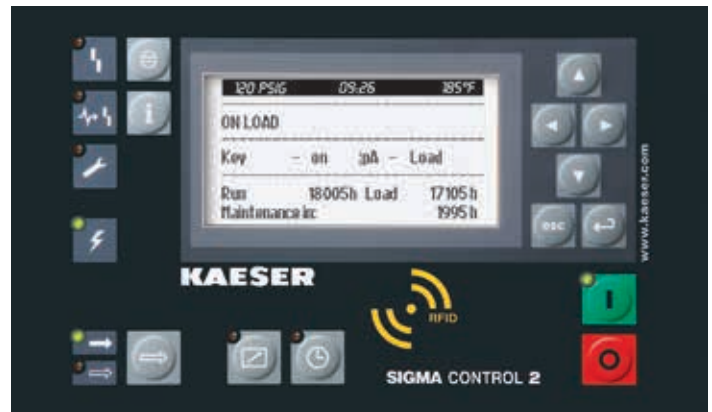 120 PSIG 09:26 185°F
ON LOAD
Key - on :pA - Load
Run 18005h Load 17105h
Maintenance in: 1995h
esc
www.kaeser.com
KAESER
RFID
SIGMA CONTROL 2